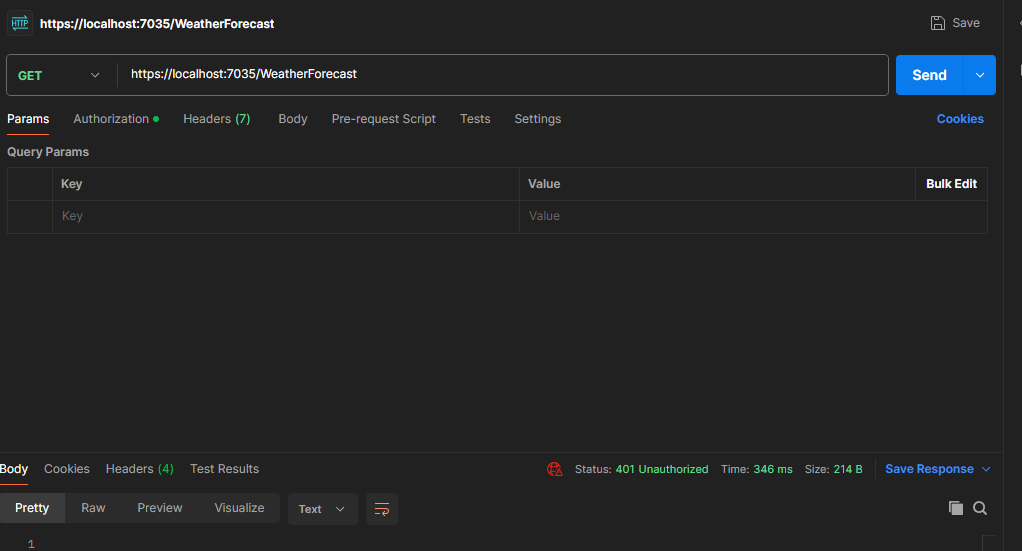 HTTP https://localhost:7035/WeatherForecast Save
GET https://localhost:7035/WeatherForecast Send
Params Authorization Headers (7) Body Pre-request Script Tests Settings Cookies
Query Params
Key Value Bulk Edit
Key Value
Body Cookies Headers (4) Test Results Status: 401 Unauthorized Time: 346 ms Size: 214 B Save Response
Pretty Raw Preview Visualize Text
1